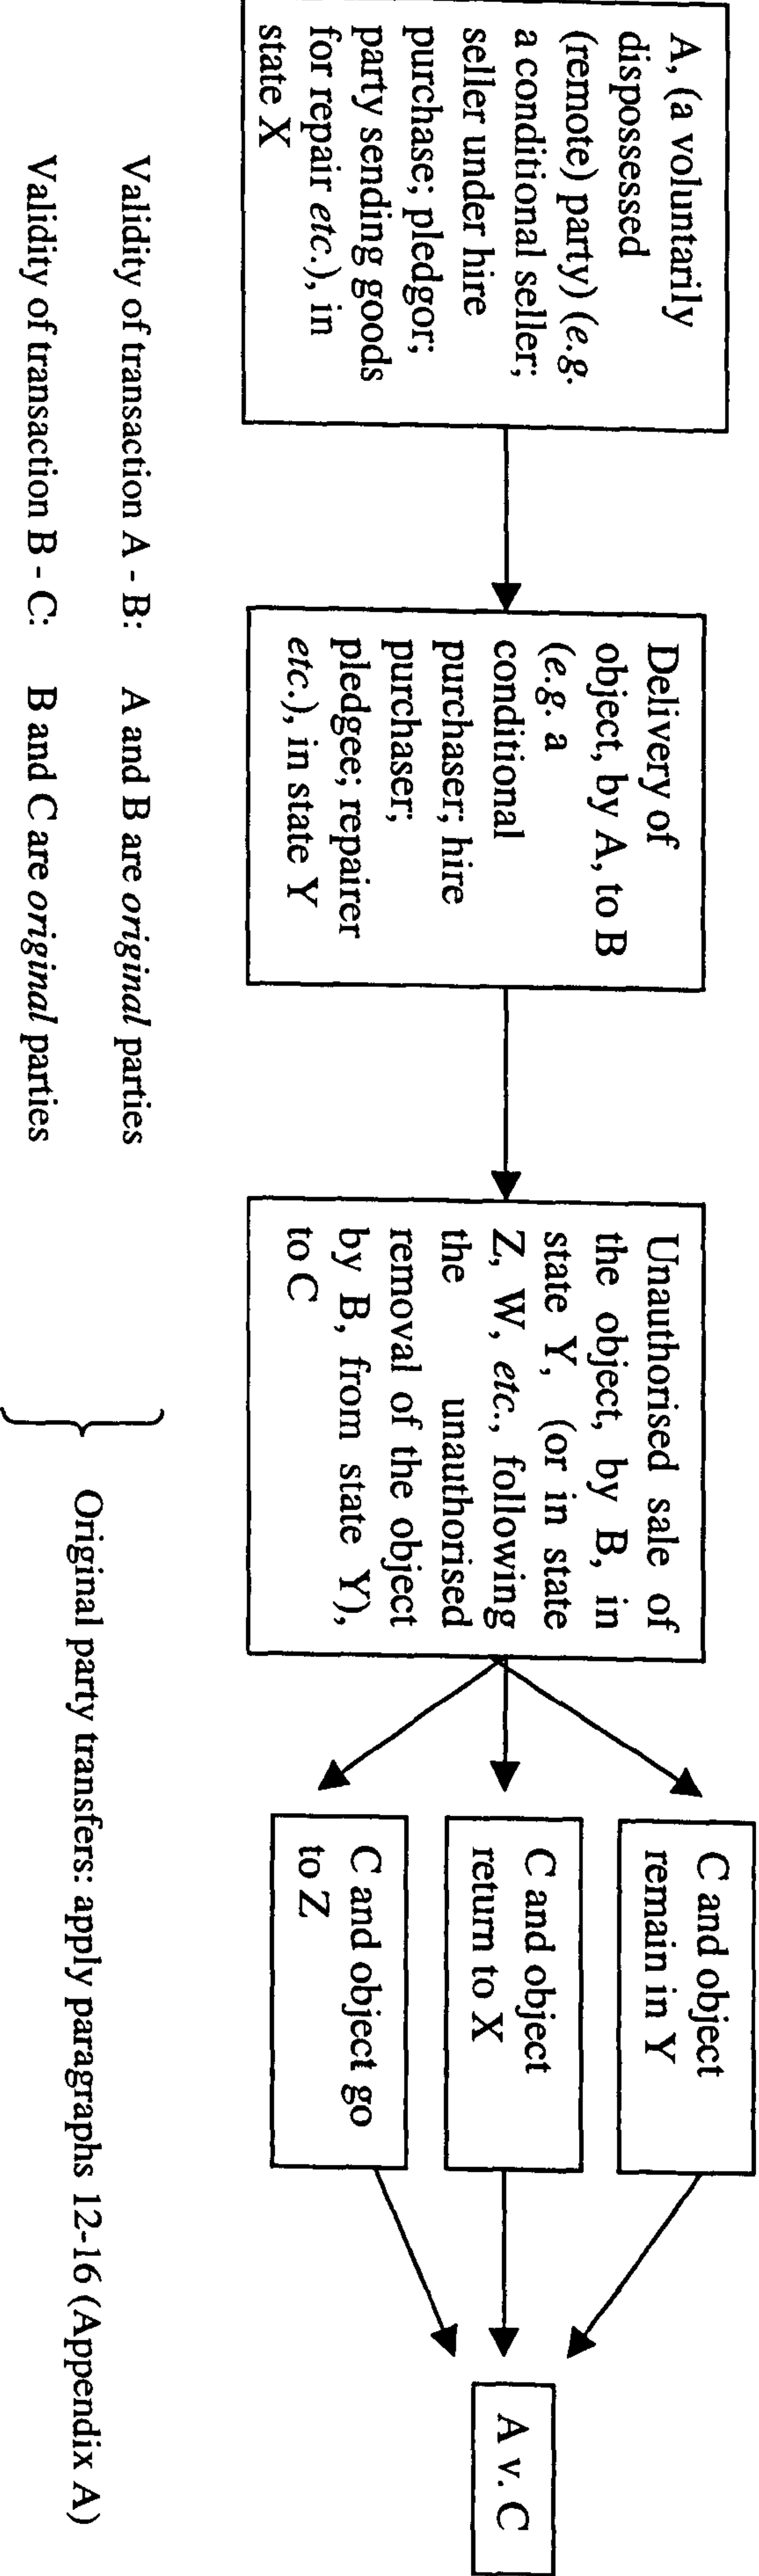 A, (a voluntarily
dispossessed
(remote) party) (e.g.
a conditional seller;
seller under hire
purchase; pledgor;
party sending goods
for repair etc.), in
state X
Delivery of
object, by A, to B
(e.g. a
conditional
purchaser; hire
purchaser;
pledgee; repairer
etc.), in state Y
Unauthorised sale of
the object, by B, in
state Y, (or in state
Z, W, etc., following
the unauthorised
removal of the object
by B, from state Y),
to C
C and object
remain in Y
C and object
return to X
C and object go
to Z
A v. C
Validity of transaction A - B: A and B are original parties
Validity of transaction B - C: B and C are original parties
Original party transfers: apply paragraphs 12-16 (Appendix A)